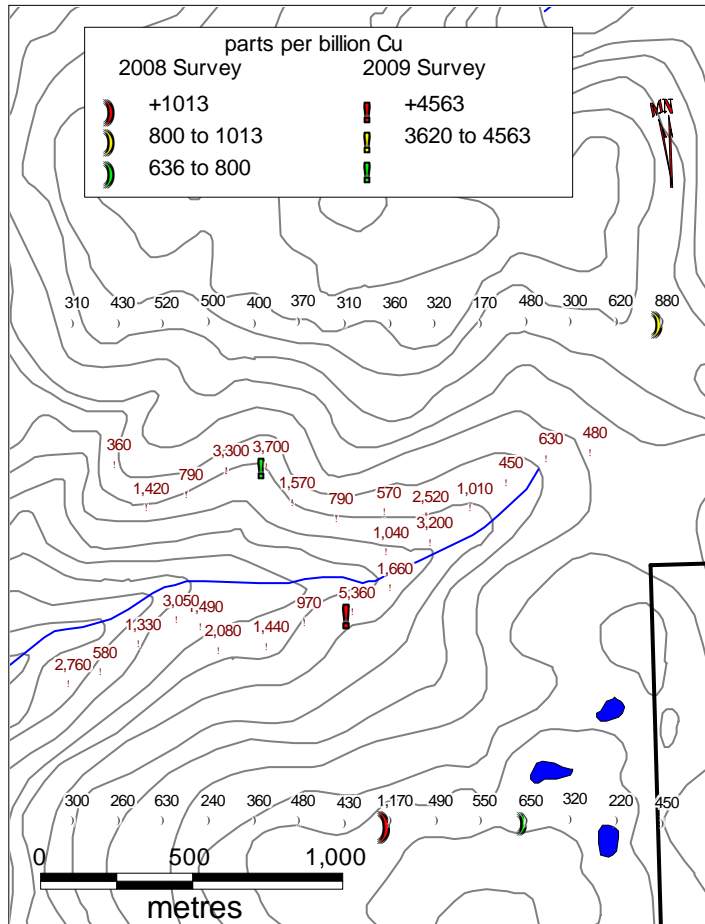 parts per billion Cu
2008 Survey 2009 Survey
+1013 +4563
800 to 1013 3620 to 4563
636 to 800
MN
310 430 520 500 400 370 310 360 320 170 480 300 620 880
360 3,300 3,700 630 480
1,420 790 1,570 790 570 2,520 1,010 450
1,040 3,200
1,660
3,050 1,490 970 5,360
1,330 2,080 1,440
2,760 580
300 260 630 240 360 480 430 1,170 490 550 650 320 220 450
0 500 1,000
metres